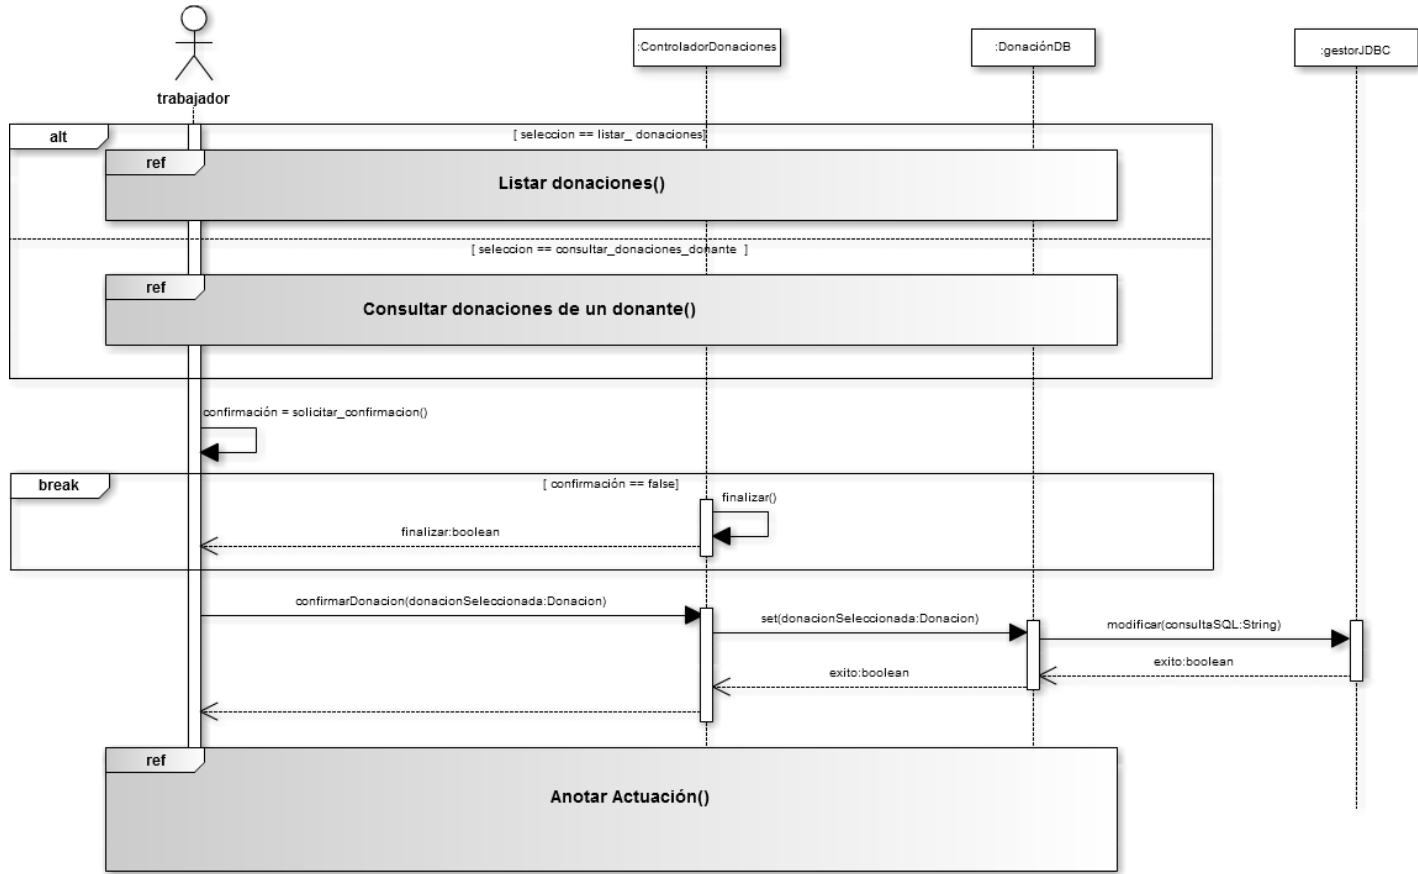 :ControladorDonaciones
:DonaciónDB
:gestorJDBC
trabajador
alt
[ seleccion == listar_ donaciones]
ref
Listar donaciones()
[ seleccion == consultar_donaciones_donante ]
ref
Consultar donaciones de un donante()
confirmación = solicitar_confirmacion()
break
[ confirmación == false]
finalizar()
finalizar:boolean
confirmarDonacion(donacionSeleccionada:Donacion)
set(donacionSeleccionada:Donacion)
modificar(consultaSQL:String)
exito:boolean
exito:boolean
ref
Anotar Actuación()